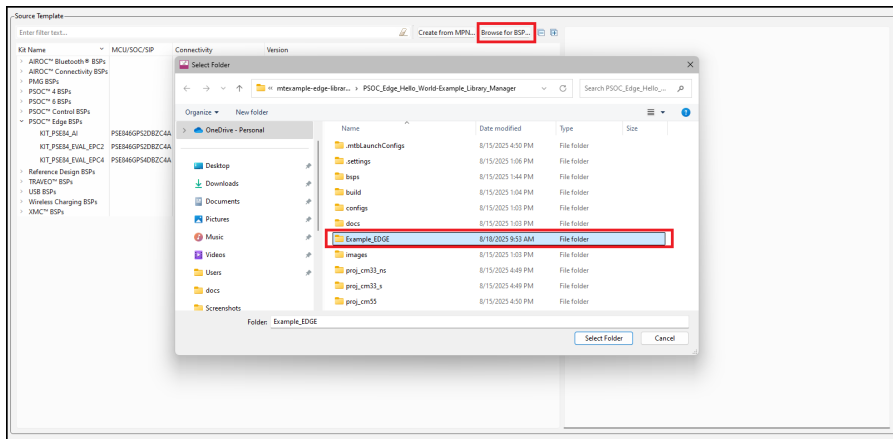 Source Template
Enter filter text...
Create from MPN...
Browse for BSP...
Kit Name MCU/SOC/SIP Connectivity Version
AIROC™ Bluetooth® BSPs
AIROC™ Connectivity BSPs
PMG BSPs
PSOC™ 4 BSPs
PSOC™ 6 BSPs
PSOC™ Control BSPs
PSOC™ Edge BSPs
KIT_PSE84_AI PSE846GPS2DBZC4A
KIT_PSE84_EVAL_EPC2 PSE846GPS2DBZC4A
KIT_PSE84_EVAL_EPC4 PSE846GPS4DBZC4A
Reference Design BSPs
TRAVEO™ BSPs
USB BSPs
Wireless Charging BSPs
XMC™ BSPs
Select Folder
« mtexample-edge-librar... › PSOC_Edge_Hello_World-Example_Library_Manager
Search PSOC_Edge_Hello_...
Organize New folder
OneDrive - Personal
Desktop
Downloads
Documents
Pictures
Music
Videos
Users
docs
Screenshots
Name Date modified Type Size
.mtbLaunchConfigs 8/15/2025 4:50 PM File folder
.settings 8/15/2025 1:06 PM File folder
bsps 8/15/2025 1:44 PM File folder
build 8/15/2025 1:04 PM File folder
configs 8/15/2025 1:03 PM File folder
docs 8/15/2025 1:03 PM File folder
Example_EDGE 8/18/2025 9:53 AM File folder
images 8/15/2025 1:03 PM File folder
proj_cm33_ns 8/15/2025 4:49 PM File folder
proj_cm33_s 8/15/2025 4:49 PM File folder
proj_cm55 8/15/2025 4:50 PM File folder
Folder: Example_EDGE
Select Folder Cancel